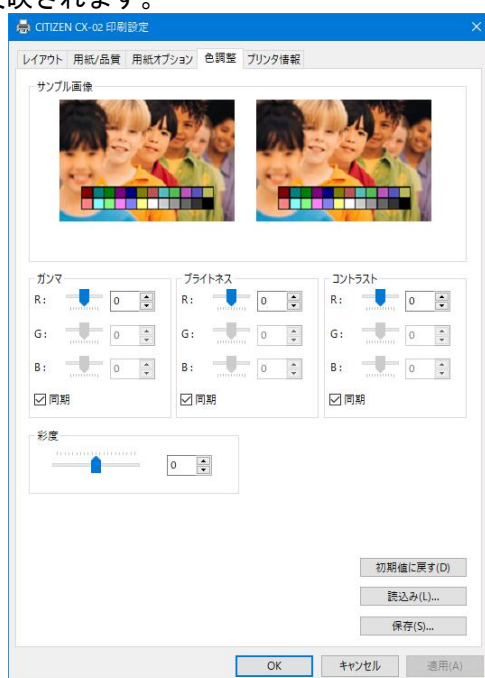 映されます。
CITIZEN CX-02 印刷設定
レイアウト 用紙/品質 用紙オプション 色調整 プリンタ情報
サンプル画像
ガンマ ブライトネス コントラスト
R: 0 R: 0 R: 0
G: 0 G: 0 G: 0
B: 0 B: 0 B: 0
同期 同期 同期
彩度
0
初期値に戻す(D)
読込み(L)...
保存(S)...
OK キャンセル 適用(A)